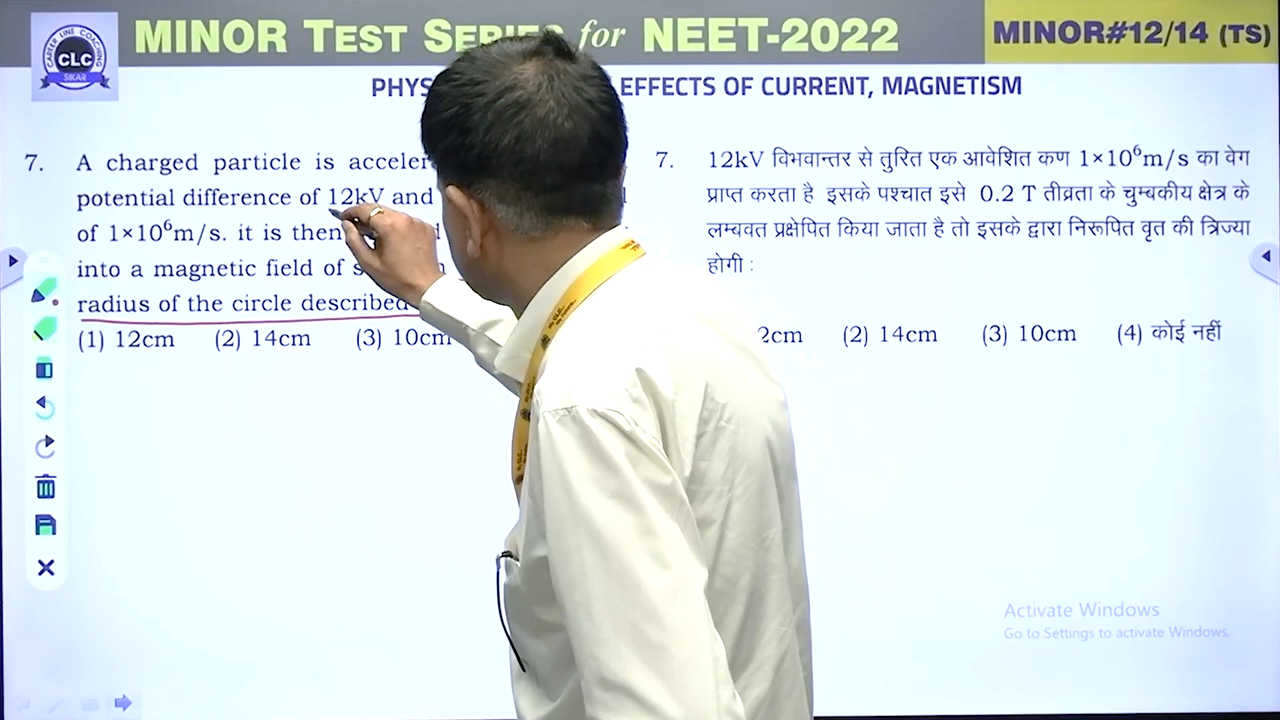 MINOR TEST SERIES for NEET-2022
MINOR#12/14 (TS)
CAREER LINE COACHING
CLC
SIKAR
EFFECTS OF CURRENT, MAGNETISM
7. A charged particle is
potential difference of 12kV and
of 1×10⁶m/s. it is then
into a magnetic field of
radius of the circle described
(1) 12cm (2) 14cm (3) 10cm
7. 12kV विभवान्तर से तुरित एक आवेशित कण 1×10⁶m/s का वेग
प्राप्त करता है इसके पश्चात इसे 0.2 T तीव्रता के चुम्बकीय क्षेत्र के
लम्बवत प्रक्षेपित किया जाता है तो इसके द्वारा निरूपित वृत की त्रिज्या
होगी :
2cm (2) 14cm (3) 10cm (4) कोई नहीं
Activate Windows
Go to Settings to activate Windows.